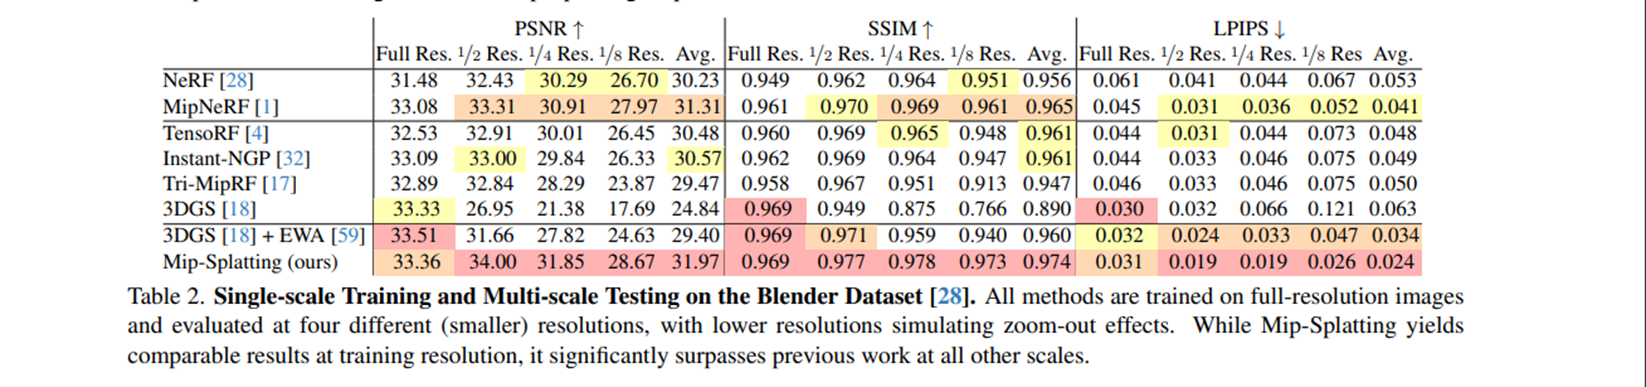 PSNR ↑ SSIM ↑ LPIPS ↓
Full Res. 1/2 Res. 1/4 Res. 1/8 Res. Avg. Full Res. 1/2 Res. 1/4 Res. 1/8 Res. Avg. Full Res. 1/2 Res. 1/4 Res. 1/8 Res Avg.
NeRF [28] 31.48 32.43 30.29 26.70 30.23 0.949 0.962 0.964 0.951 0.956 0.061 0.041 0.044 0.067 0.053
MipNeRF [1] 33.08 33.31 30.91 27.97 31.31 0.961 0.970 0.969 0.961 0.965 0.045 0.031 0.036 0.052 0.041
TensoRF [4] 32.53 32.91 30.01 26.45 30.48 0.960 0.969 0.965 0.948 0.961 0.044 0.031 0.044 0.073 0.048
Instant-NGP [32] 33.09 33.00 29.84 26.33 30.57 0.962 0.969 0.964 0.947 0.961 0.044 0.033 0.046 0.075 0.049
Tri-MipRF [17] 32.89 32.84 28.29 23.87 29.47 0.958 0.967 0.951 0.913 0.947 0.046 0.033 0.046 0.075 0.050
3DGS [18] 33.33 26.95 21.38 17.69 24.84 0.969 0.949 0.875 0.766 0.890 0.030 0.032 0.066 0.121 0.063
3DGS [18] + EWA [59] 33.51 31.66 27.82 24.63 29.40 0.969 0.971 0.959 0.940 0.960 0.032 0.024 0.033 0.047 0.034
Mip-Splatting (ours) 33.36 34.00 31.85 28.67 31.97 0.969 0.977 0.978 0.973 0.974 0.031 0.019 0.019 0.026 0.024
Table 2. Single-scale Training and Multi-scale Testing on the Blender Dataset [28]. All methods are trained on full-resolution images
and evaluated at four different (smaller) resolutions, with lower resolutions simulating zoom-out effects. While Mip-Splatting yields
comparable results at training resolution, it significantly surpasses previous work at all other scales.